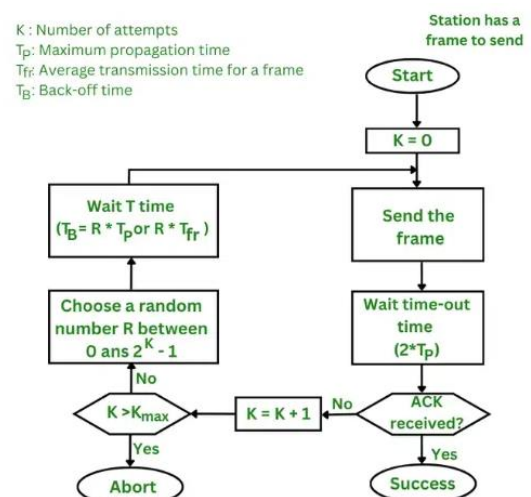 K : Number of attempts
Tp: Maximum propagation time
Tfr: Average transmission time for a frame
TB: Back-off time
Station has a
frame to send
Start
K = 0
Send the
frame
Wait time-out
time
(2*Tp)
ACK
received?
Yes
Success
No
K = K + 1
K >Kmax
Yes
Abort
No
Choose a random
number R between
0 ans 2^K - 1
Wait T time
(TB= R * Tp or R * Tfr )